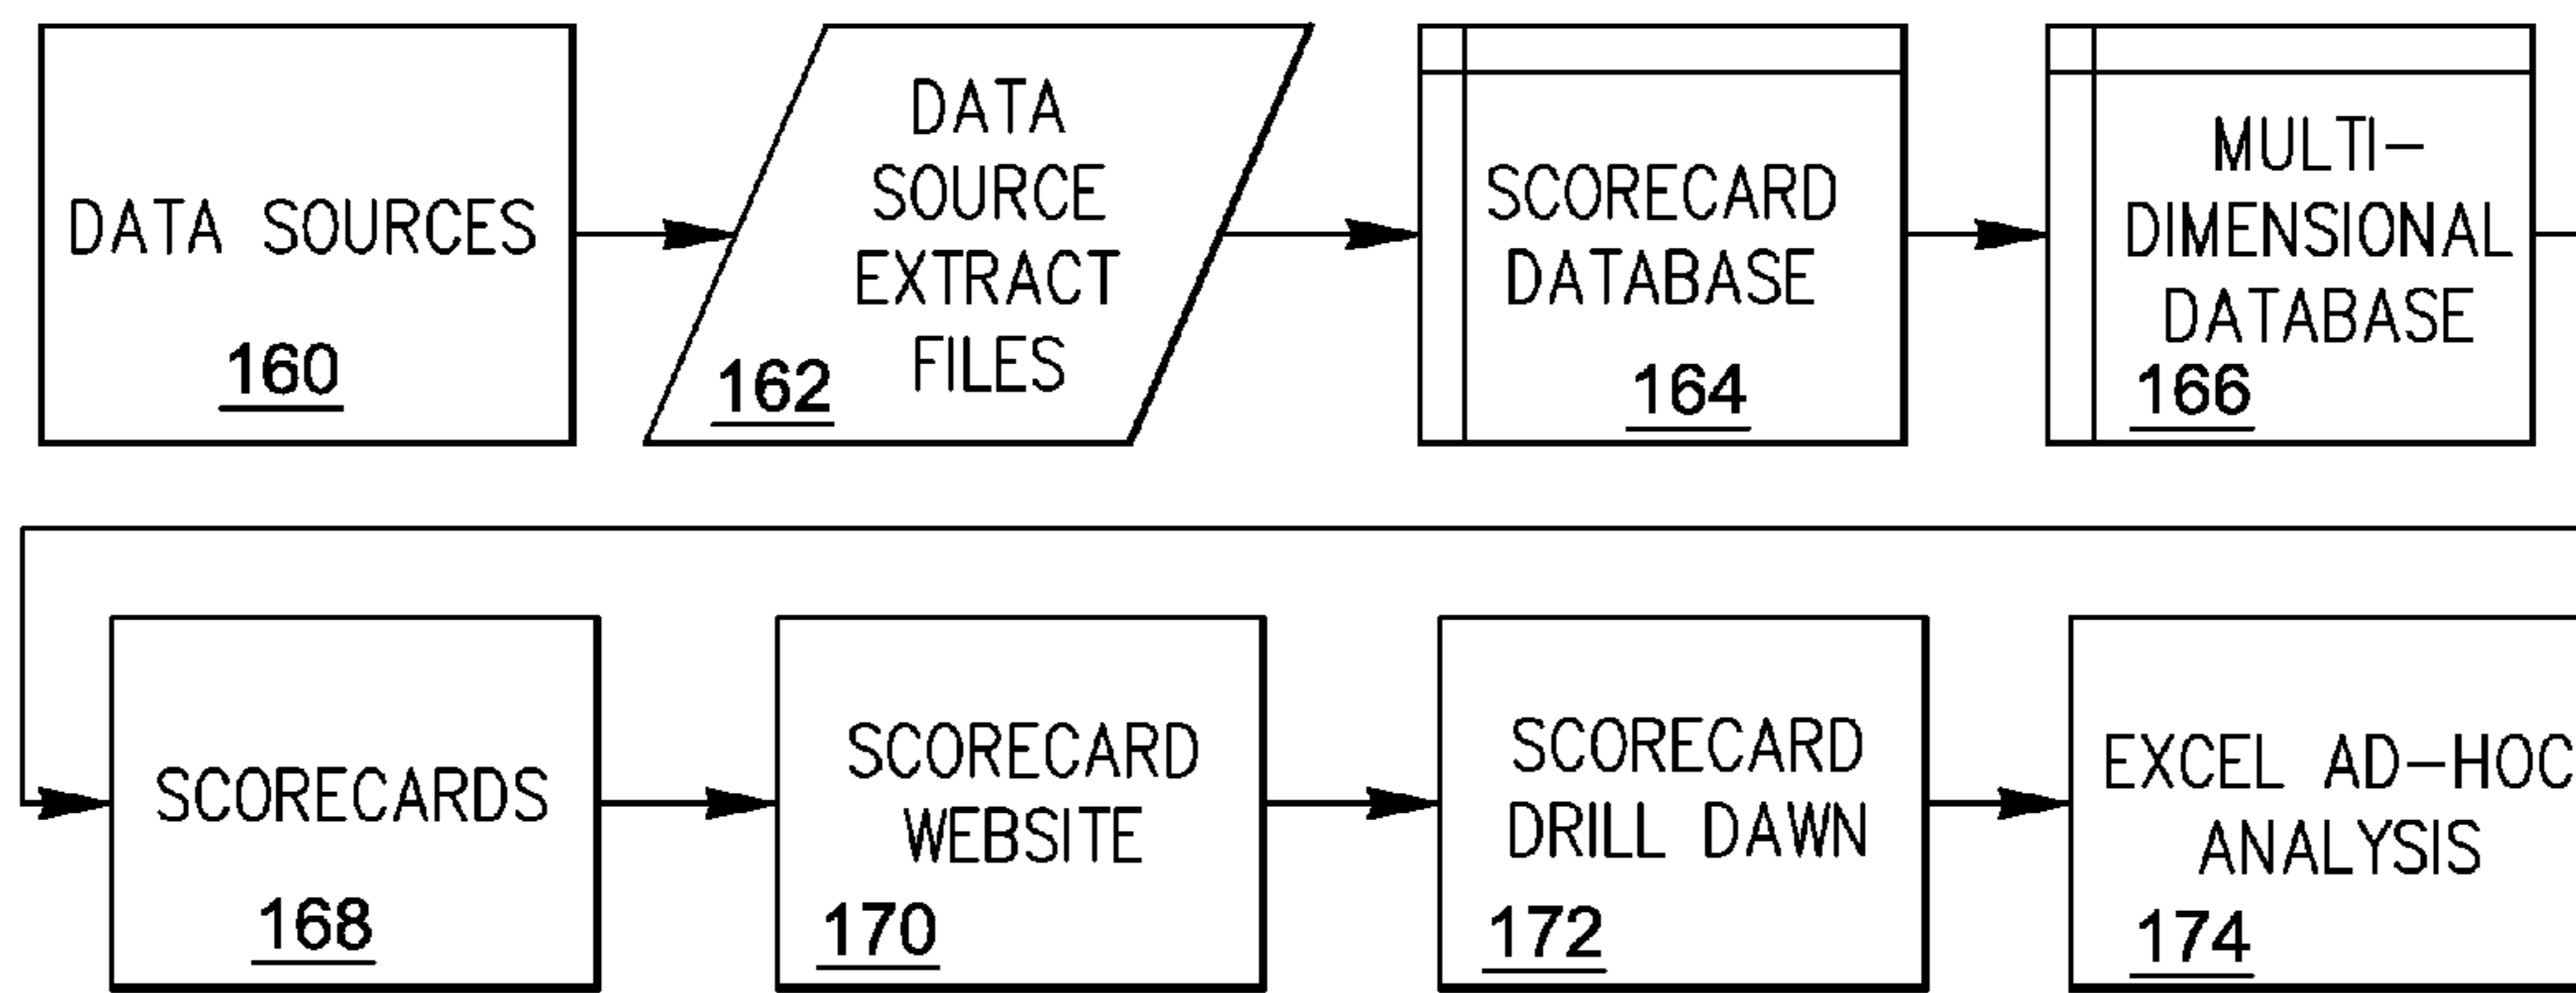 DATA SOURCES
160
DATA
SOURCE
EXTRACT
FILES
162
SCORECARD
DATABASE
164
MULTI-
DIMENSIONAL
DATABASE
166
SCORECARDS
168
SCORECARD
WEBSITE
170
SCORECARD
DRILL DAWN
172
EXCEL AD-HOC
ANALYSIS
174